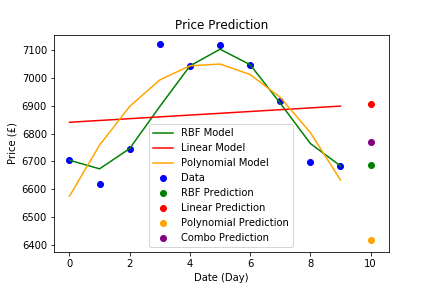 Price Prediction
7100
7000
6900
6800
6700
6600
6500
6400
Price (£)
RBF Model
Linear Model
Polynomial Model
Data
RBF Prediction
Linear Prediction
Polynomial Prediction
Combo Prediction
0 2 4 6 8 10
Date (Day)